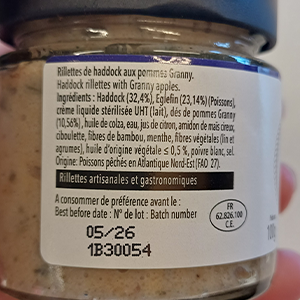 Rillettes de haddock aux pommes Granny.
Haddock rillettes with Granny apples.
Ingrédients : Haddock (32,4%), Eglefin (23,14%) (Poissons),
crème liquide stérilisée UHT (lait), dés de pommes Granny
(10,56%), huile de colza, eau, jus de citron, amidon de maïs cireux,
ciboulette, fibres de bambou, menthe, fibres végétales (lin et
agrumes), huile d'origine végétale ≤ 0,5 %, poivre blanc, sel.
Origine: Poissons pêchés en Atlantique Nord-Est (FAO 27).
Rillettes artisanales et gastronomiques
A consommer de préférence avant le :
Best before date : N° de lot : Batch number
05/26
1B30054
FR
62.826.100
C.E.